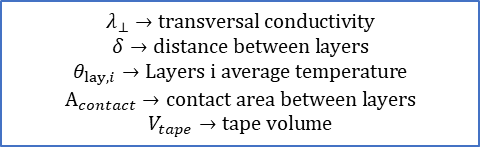 λ⊥ → transversal conductivity
δ → distance between layers
θlay,i → Layers i average temperature
Acontact → contact area between layers
Vtape → tape volume